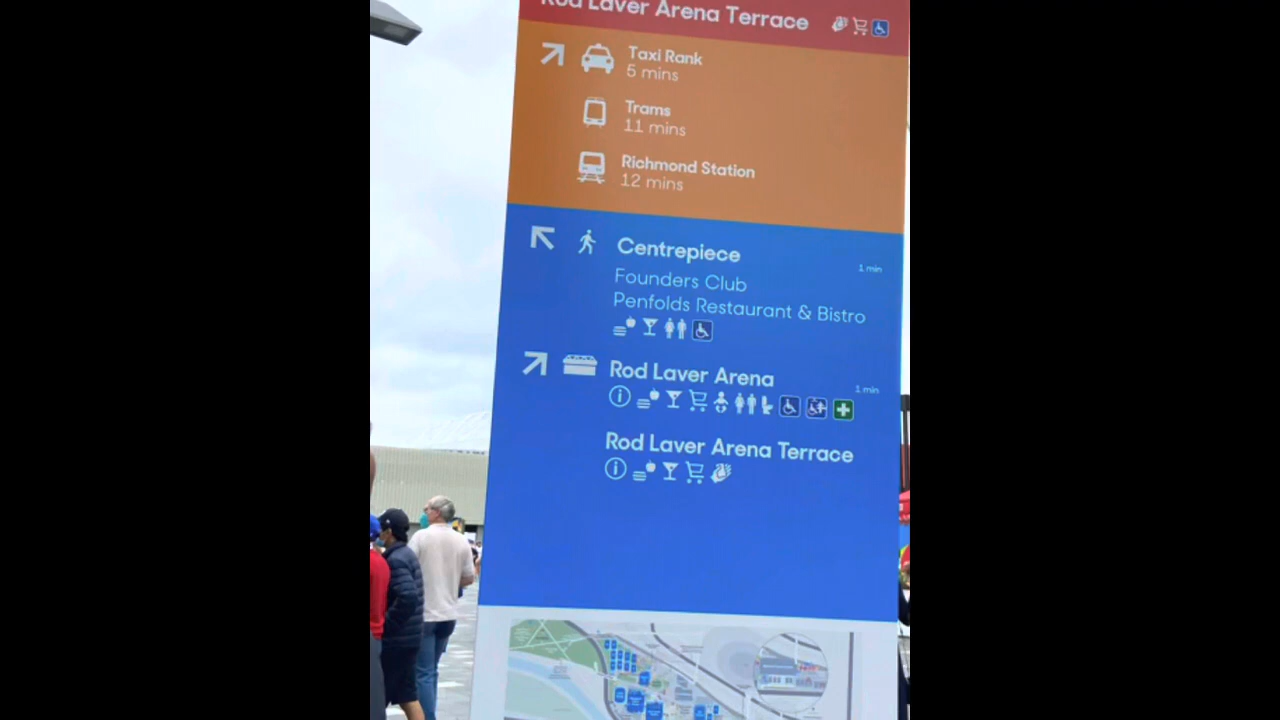 Rod Laver Arena Terrace
Taxi Rank
5 mins
Trams
11 mins
Richmond Station
12 mins
Centrepiece
1 min
Founders Club
Penfolds Restaurant & Bistro
Rod Laver Arena
1 min
Rod Laver Arena Terrace